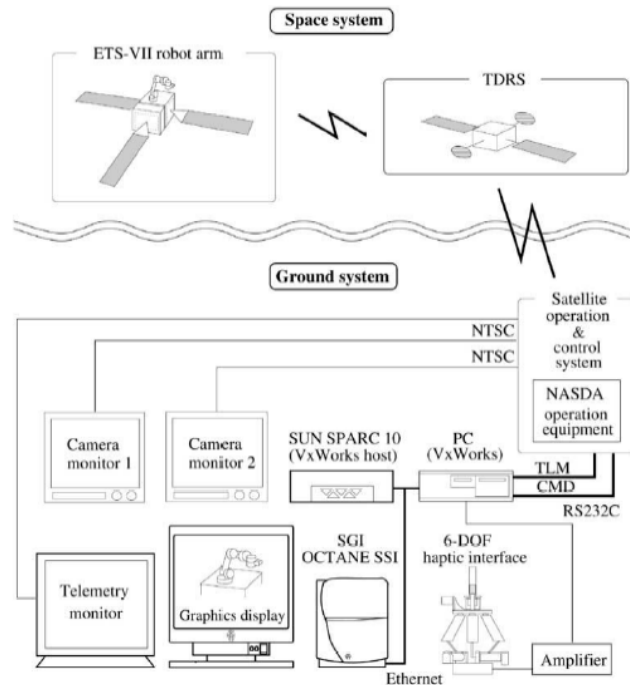 Space system
ETS-VII robot arm
TDRS
Ground system
Satellite
operation
&
control
system
NTSC
NTSC
NASDA
operation
equipment
Camera
monitor 1
Camera
monitor 2
SUN SPARC 10
(VxWorks host)
PC
(VxWorks)
TLM
CMD
RS232C
SGI
OCTANE SSI
6-DOF
haptic interface
Telemetry
monitor
Graphics display
Amplifier
Ethernet